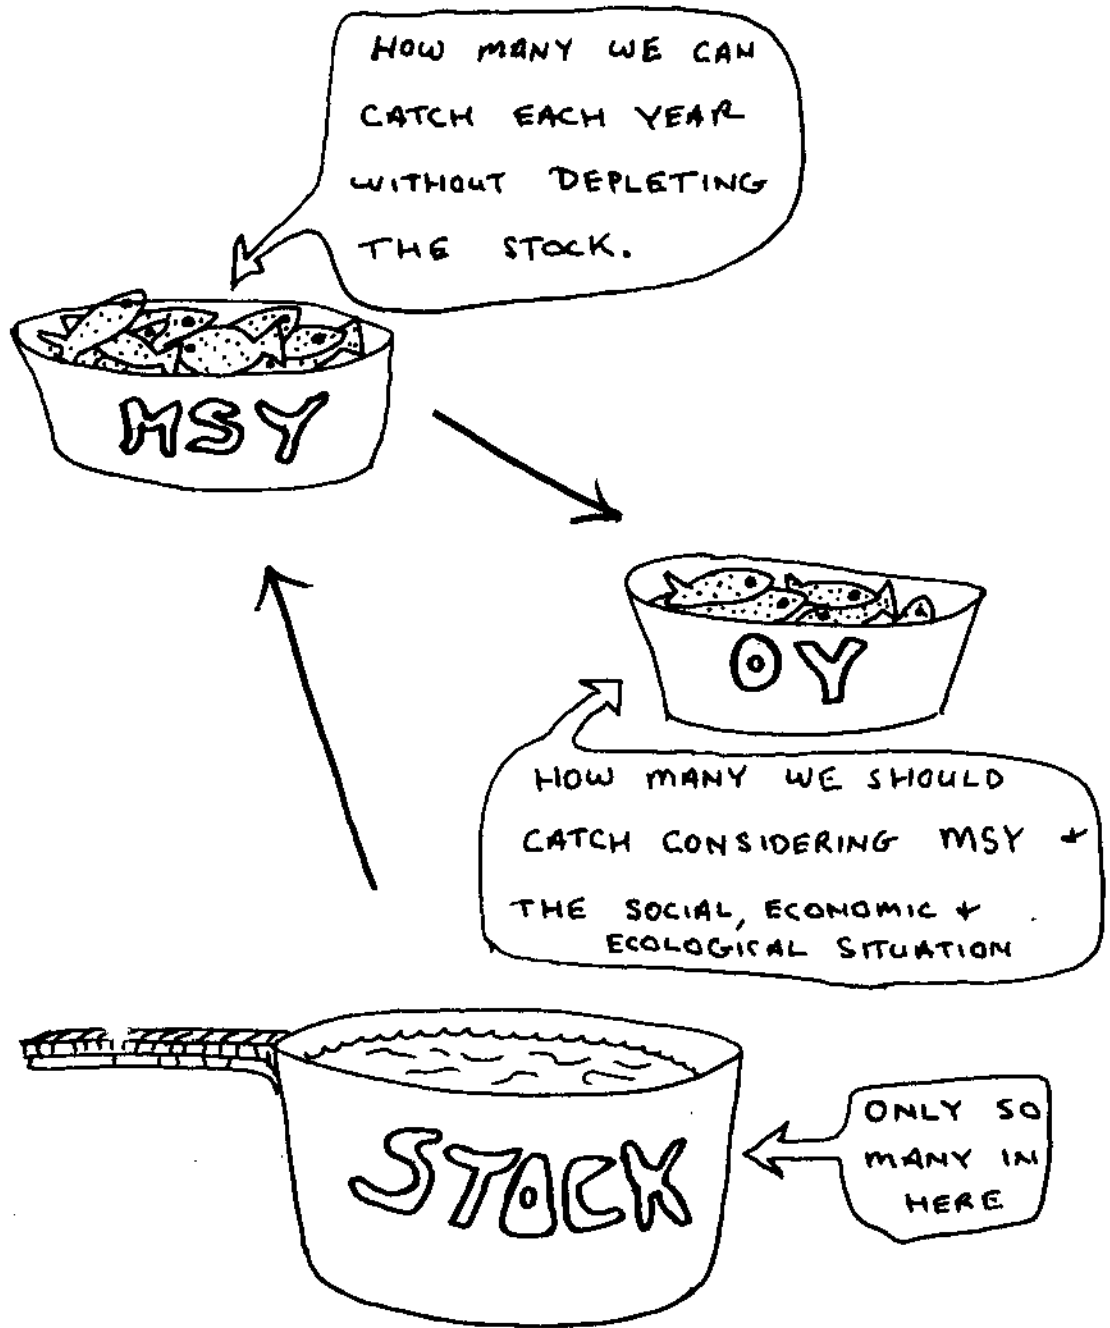 HOW MANY WE CAN
CATCH EACH YEAR
WITHOUT DEPLETING
THE STOCK.
MSY
OY
HOW MANY WE SHOULD
CATCH CONSIDERING MSY +
THE SOCIAL, ECONOMIC +
ECOLOGICAL SITUATION
STOCK
ONLY SO
MANY IN
HERE